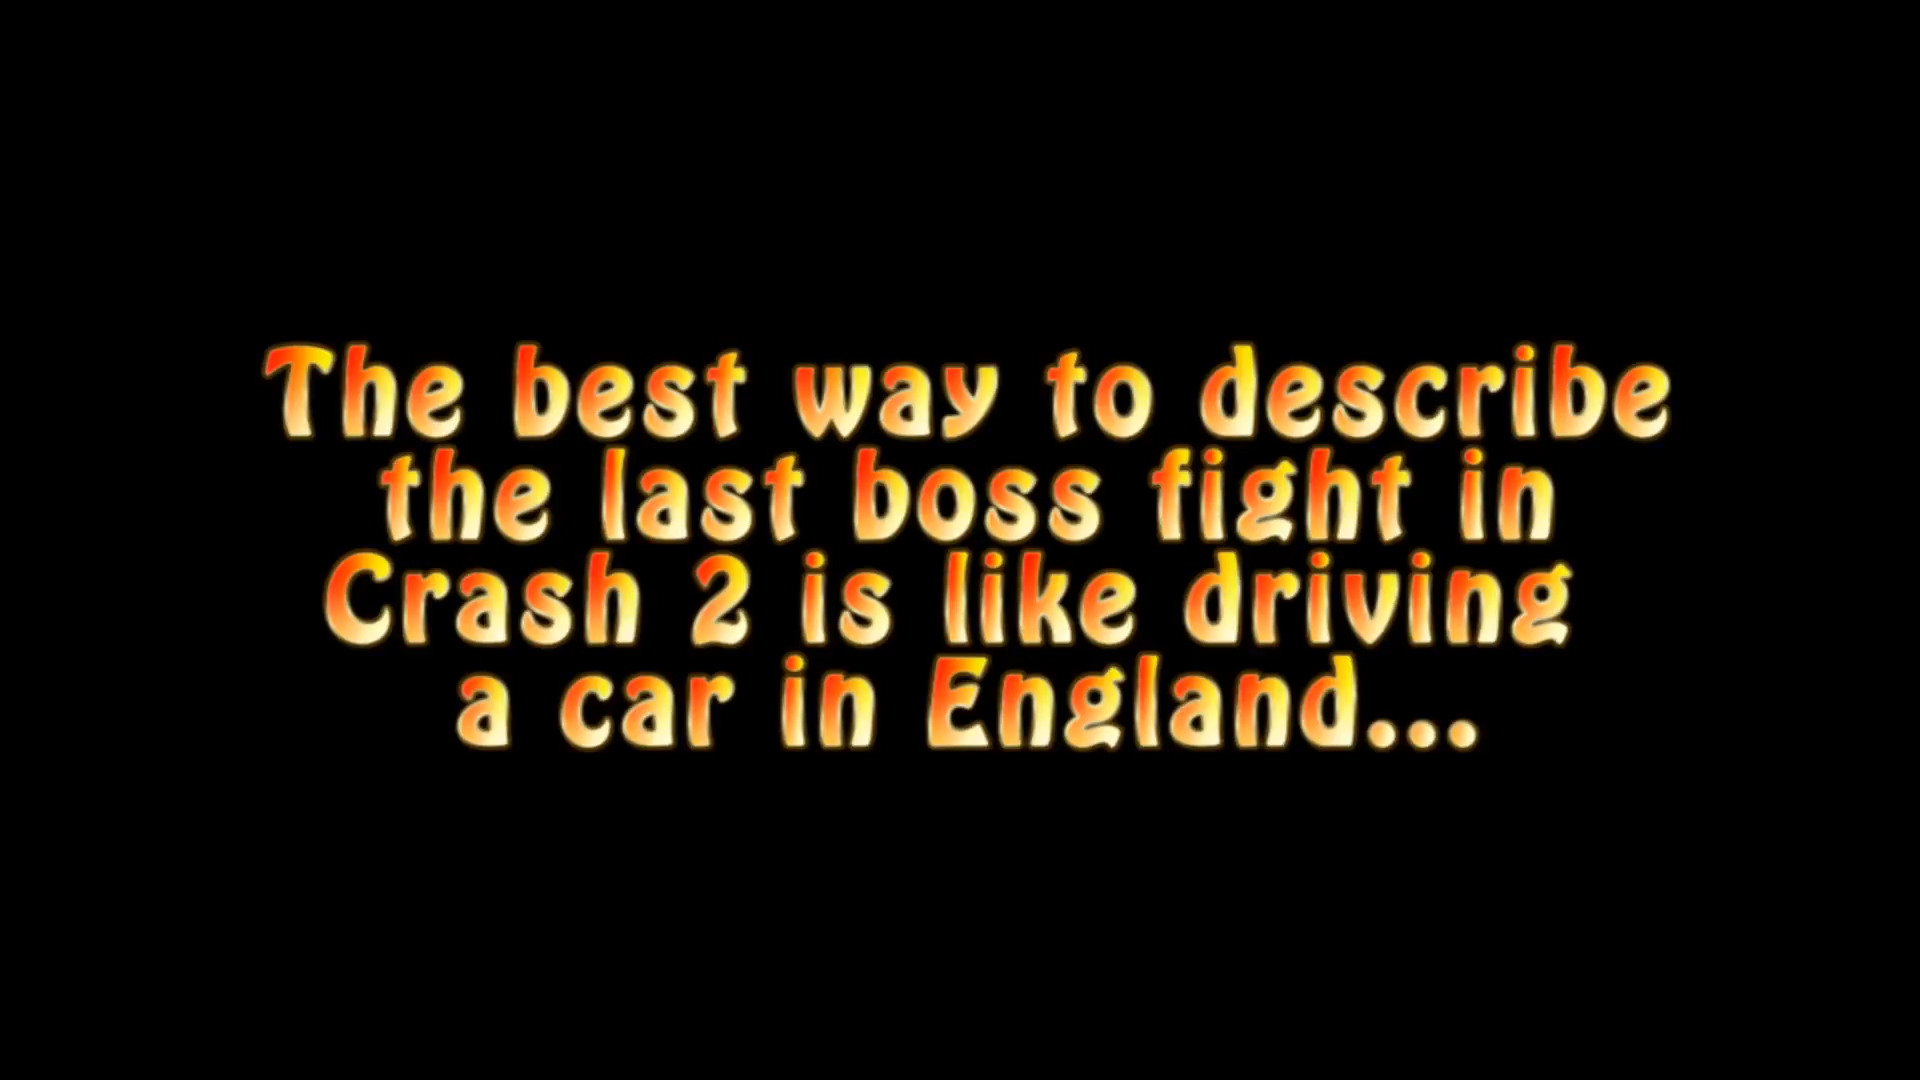 The best way to describe
the last boss fight in
Crash 2 is like driving
a car in England...